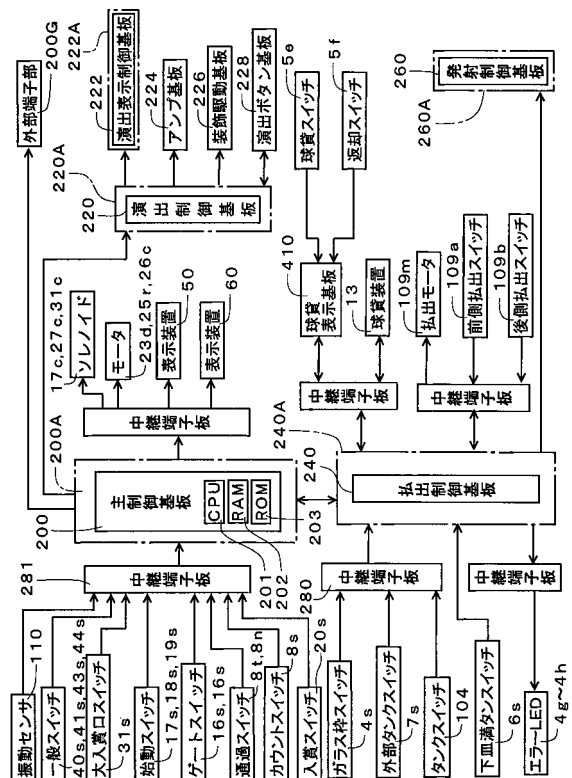 振動センサ
110
一般スイッチ
40s,41s,43s,44s
大入賞口スイッチ
31s
始動スイッチ
17s,18s,19s
ゲートスイッチ
16s,16s
通過スイッチ
8t,8n
カウントスイッチ
8s
入賞スイッチ
20s
ガラス枠スイッチ
4s
外部タンクスイッチ
7s
タンクスイッチ
104
下皿満タンスイッチ
6s
エラーLED
4g~4h
281
中継端子板
中継端子板
280
中継端子板
200A
200
主制御基板
CPU
RAM
ROM
201
202
203
240A
240
払出制御基板
中継端子板
中継端子板
中継端子板
17c,27c,31c
ソレノイド
モータ
23d,25r,26c
表示装置
50
表示装置
60
410
球貸表示基板
13
球貸装置
109m
払出モータ
109a
前側払出スイッチ
109b
後側払出スイッチ
220A
220
演出制御基板
外部端子部
200G
222
演出表示制御基板
222A
224
アンプ基板
226
装飾駆動基板
228
演出ボタン基板
球貸スイッチ
5e
返却スイッチ
5f
260
発射制御基板
260A